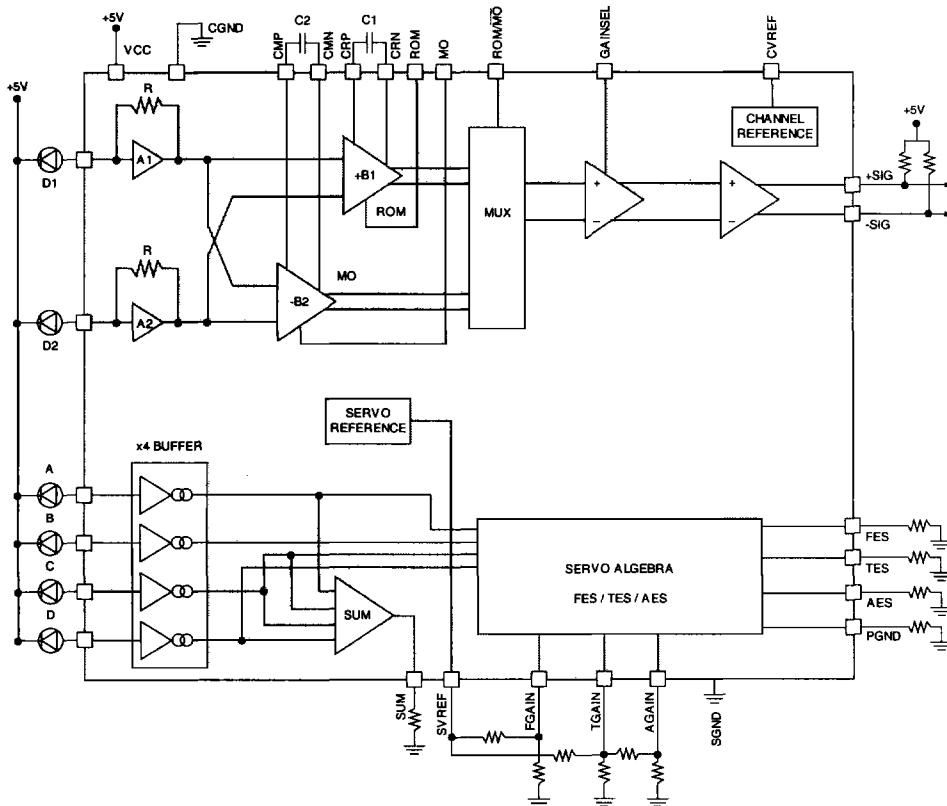 +5V
CGND
VCC
CMP
C2
CMN
CRP
C1
CRN
ROM
MO
ROM/M̅O̅
GAINSEL
CVREF
+5V
R
A1
D1
+B1
ROM
MUX
+
−
+
−
CHANNEL
REFERENCE
+5V
+SIG
-SIG
R
A2
D2
MO
-B2
SERVO
REFERENCE
x4 BUFFER
A
B
C
D
SUM
SERVO ALGEBRA
FES / TES / AES
FES
TES
AES
PGND
SUM
SVREF
FGAIN
TGAIN
AGAIN
SGND